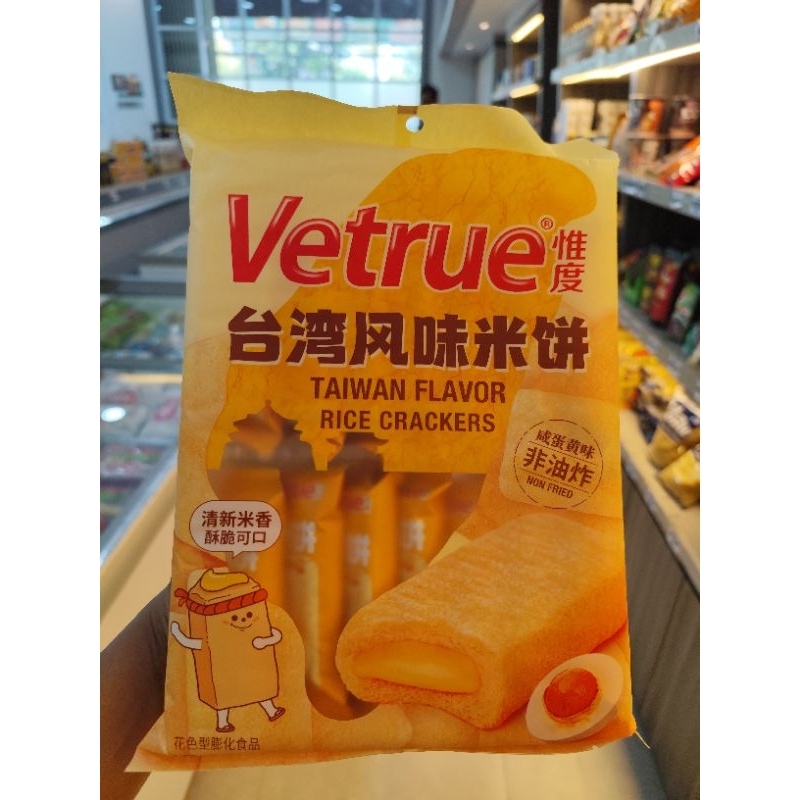 Vetrue®
惟度
台湾风味米饼
TAIWAN FLAVOR
RICE CRACKERS
咸蛋黄味
非油炸
NON FRIED
清新米香
酥脆可口
花色型膨化食品